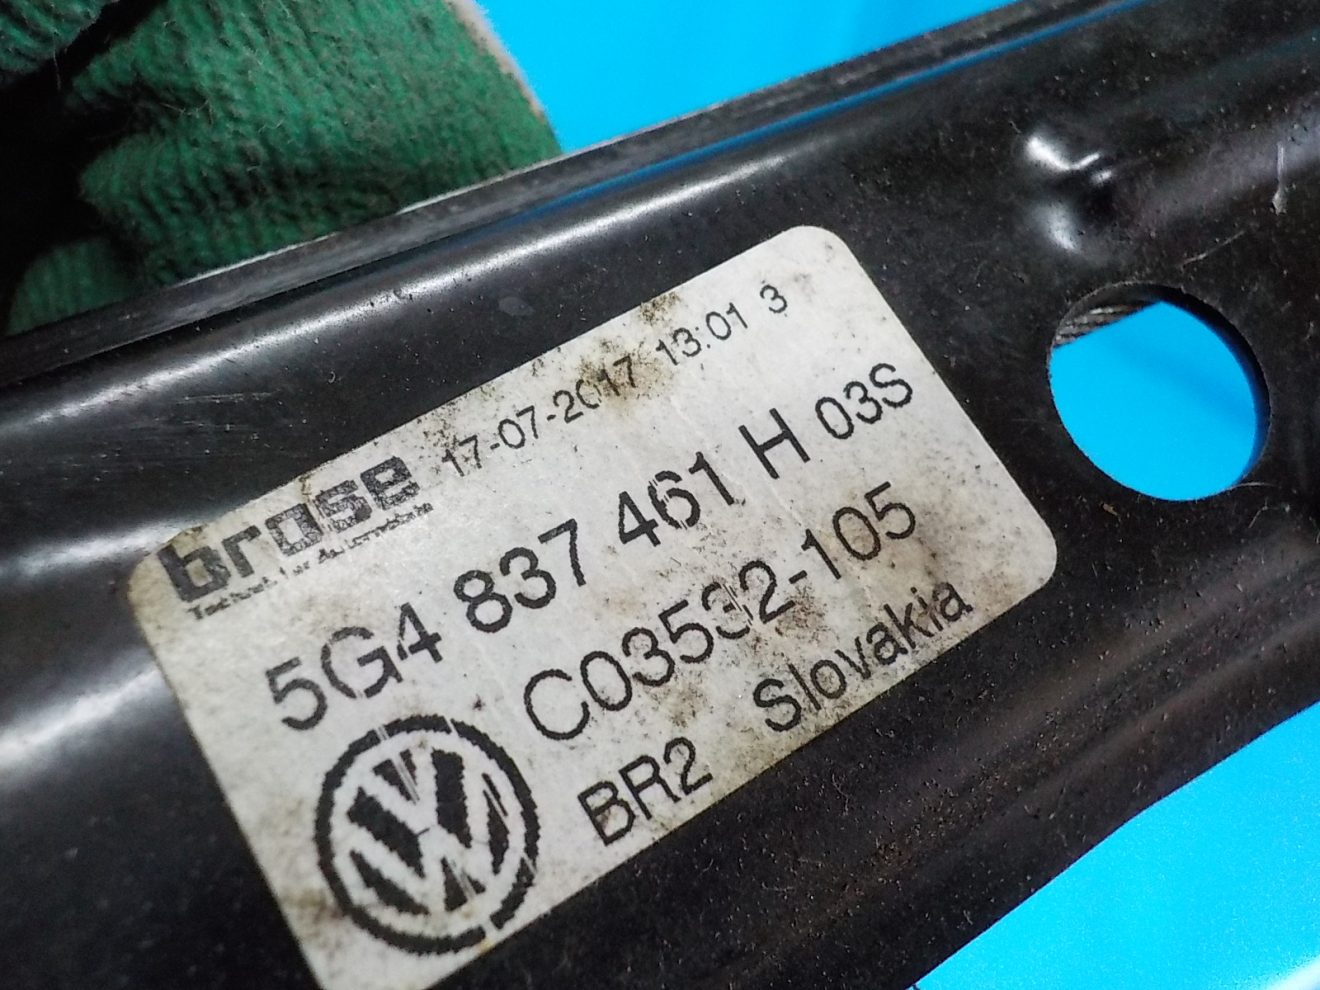 brose 17-07-2017 13:01 3
5G4 837 461 H 03S
C03532-105
BR2 Slovakia